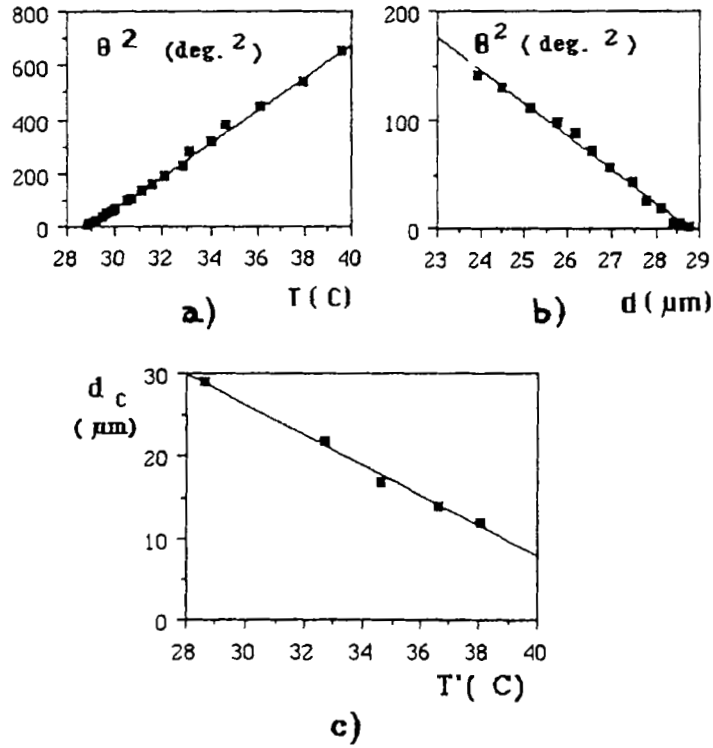 800
600
400
200
0
θ² (deg.²)
28 30 32 34 36 38 40
T(C)
a)
200
100
0
θ² (deg.²)
23 24 25 26 27 28 29
d(μm)
b)
d c
(μm)
30
20
10
0
28 30 32 34 36 38 40
T'( C)
c)